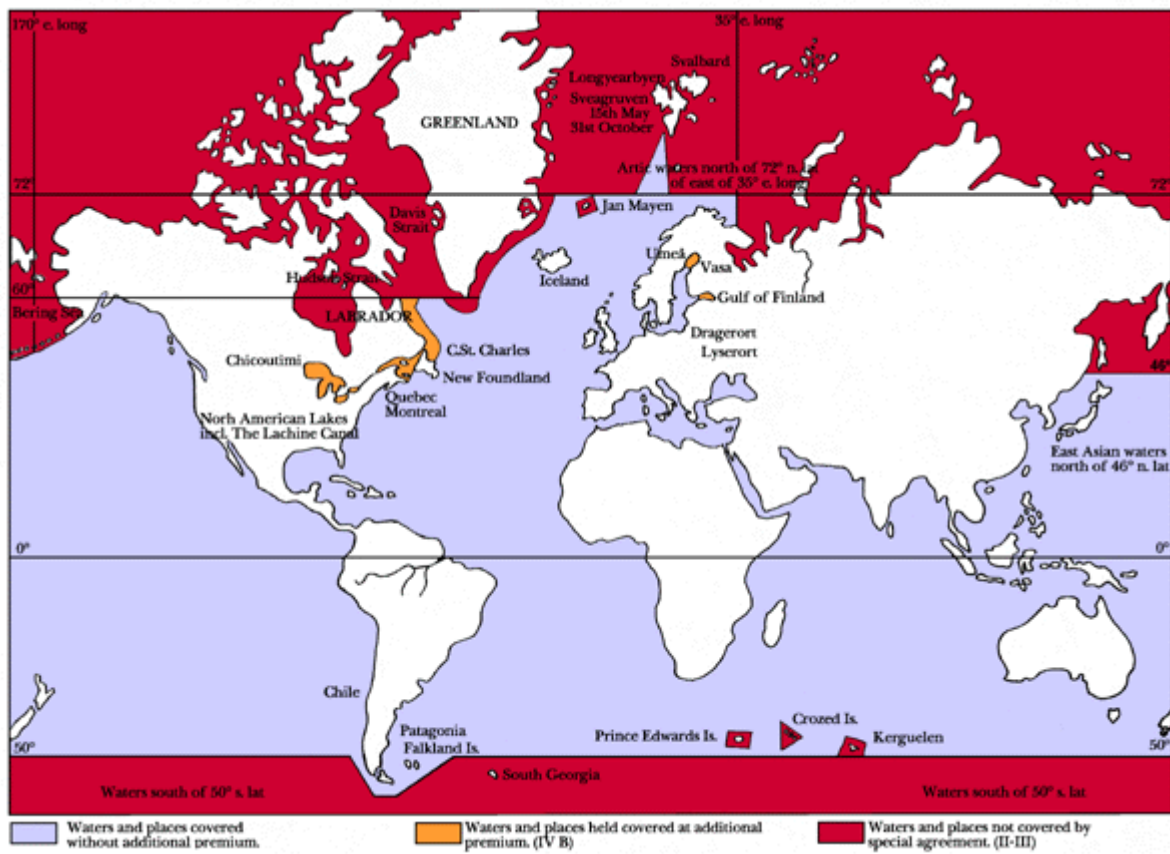 170° e. long
35° e. long
Svalbard
Longyearbyen
Sveagruven
15th May
31st October
GREENLAND
Artic waters north of 72° n. lat
of east of 35° e. long
72°
72°
Jan Mayen
Davis
Strait
Umeå
Vasa
Iceland
Hudson Strait
60°
Gulf of Finland
Bering Sea
LABRADOR
Dragerort
Lyserort
C.St. Charles
Chicoutimi
New Foundland
46°
Quebec
Montreal
Norh American Lakes
incl. The Lachine Canal
East Asian waters
north of 46° n. lat
0°
0°
Chile
Patagonia
Falkland Is.
Prince Edwards Is.
Crozed Is.
Kerguelen
50°
50°
South Georgia
Waters south of 50° s. lat
Waters south of 50° s. lat
Waters and places covered
without additional premium.
Waters and places held covered at additional
premium. (IV B)
Waters and places not covered by
special agreement. (II-III)